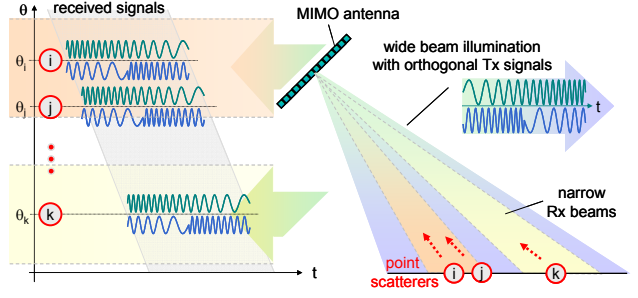 θ
received signals
MIMO antenna
wide beam illumination
with orthogonal Tx signals
θi
i
θj
j
t
θk
k
narrow
Rx beams
point
scatterers
i
j
k
t